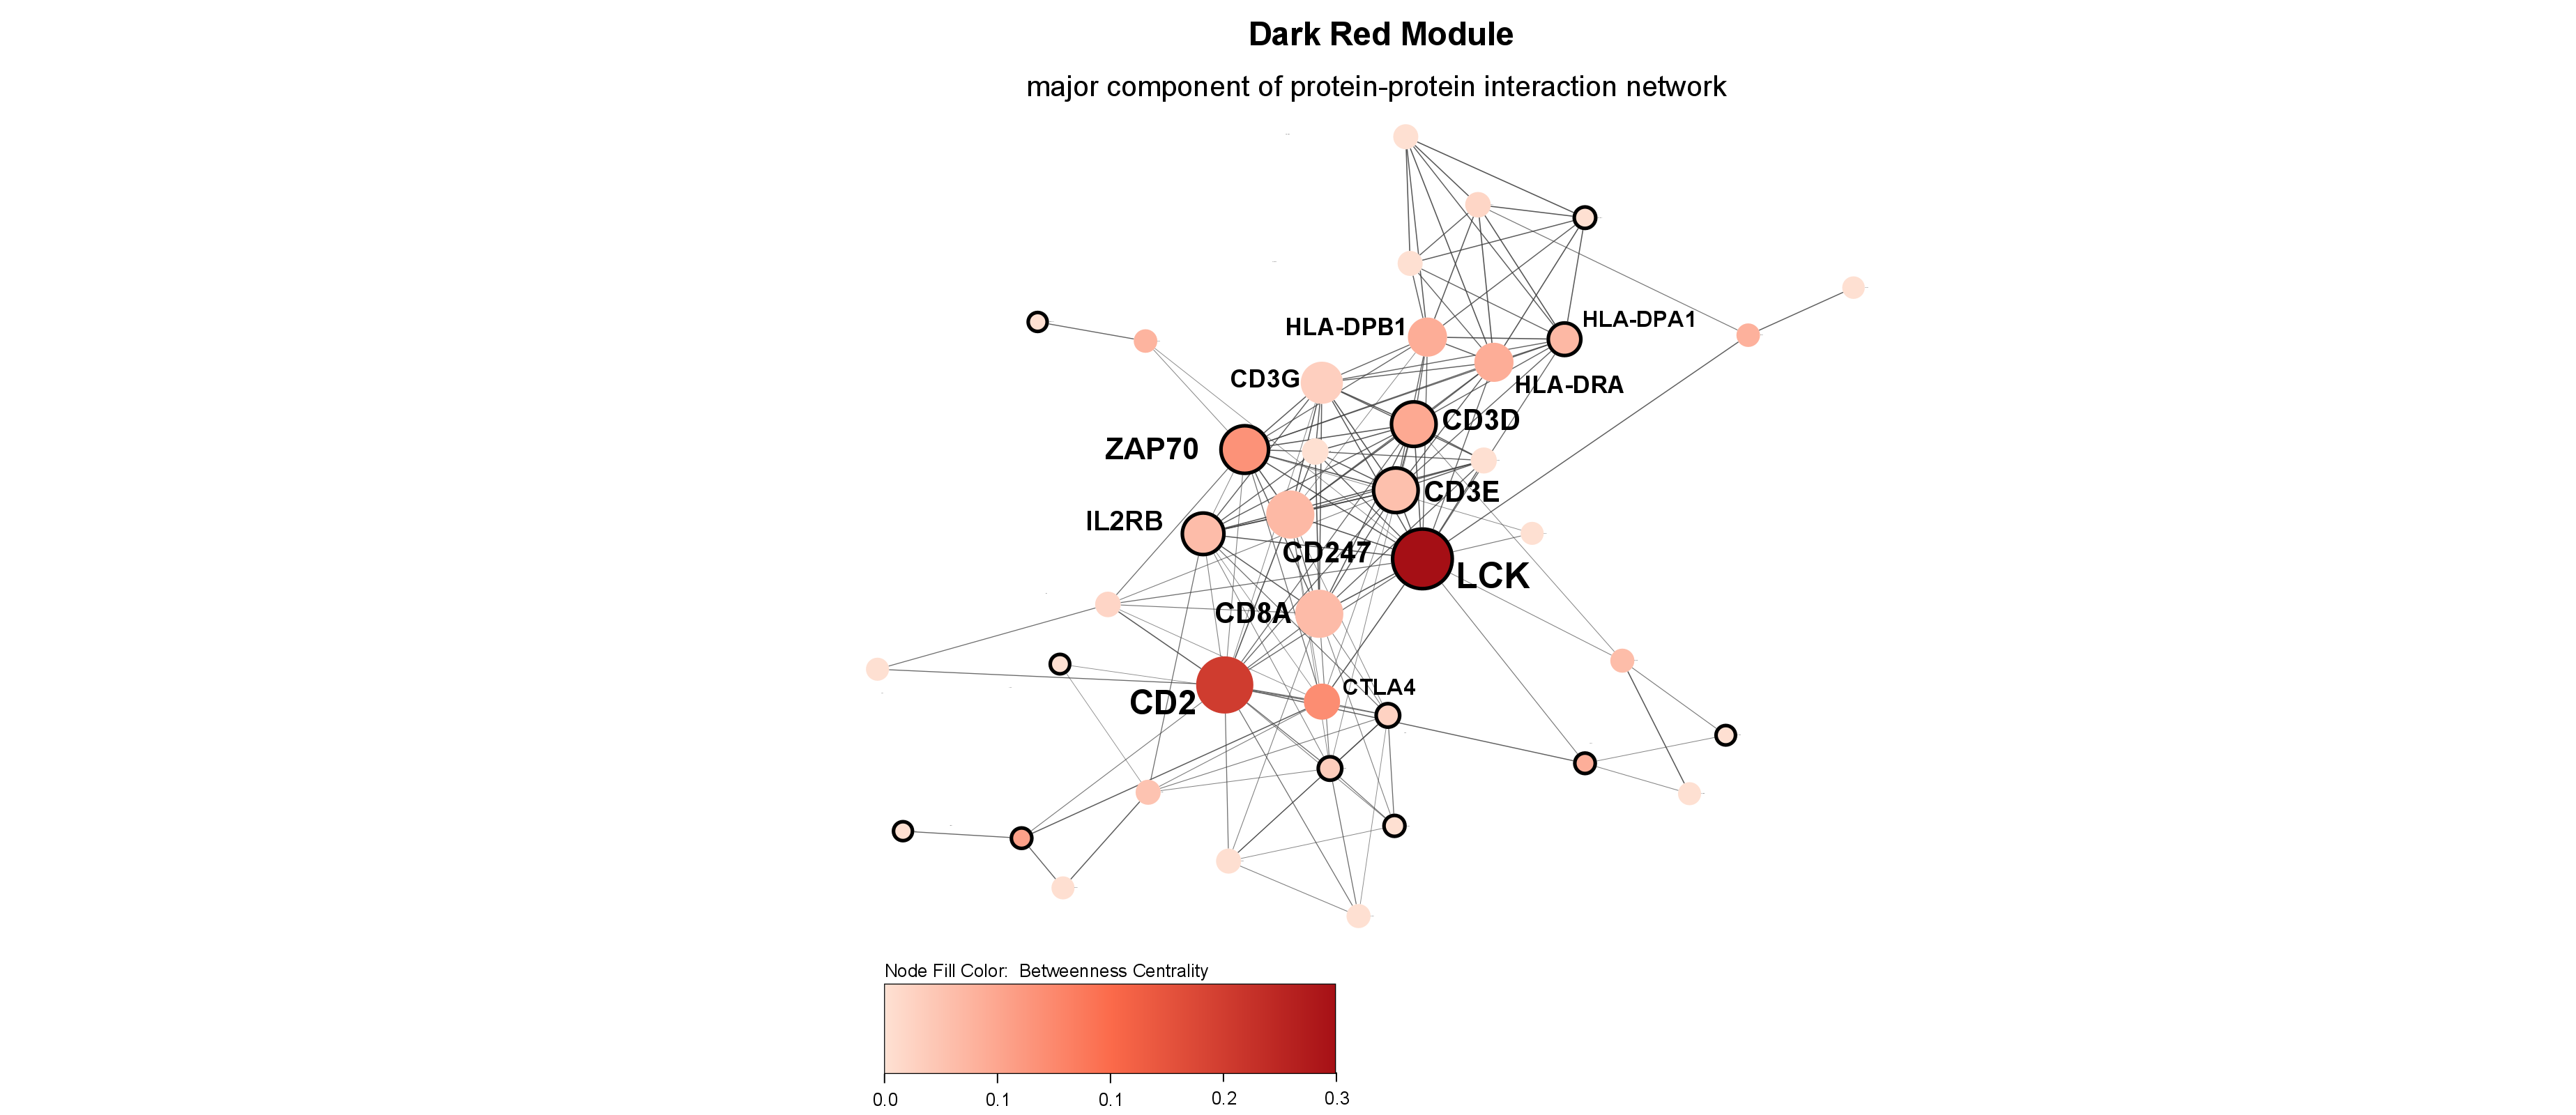 Dark Red Module
major component of protein-protein interaction network
HLA-DPB1
HLA-DPA1
CD3G
HLA-DRA
CD3D
ZAP70
CD3E
IL2RB
CD247
LCK
CD8A
CTLA4
CD2
Node Fill Color: Betweenness Centrality
0.0 0.1 0.1 0.2 0.3